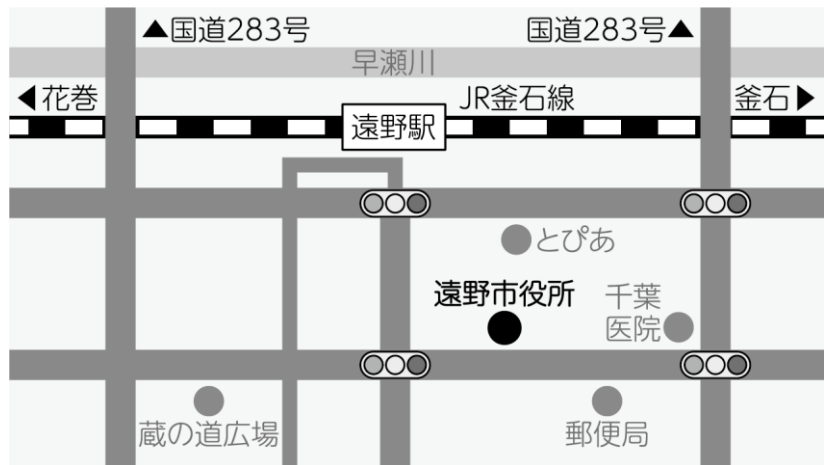 ▲国道283号
国道283号▲
早瀬川
◀花巻
JR釜石線
釜石▶
遠野駅
とぴあ
遠野市役所
千葉
医院
蔵の道広場
郵便局